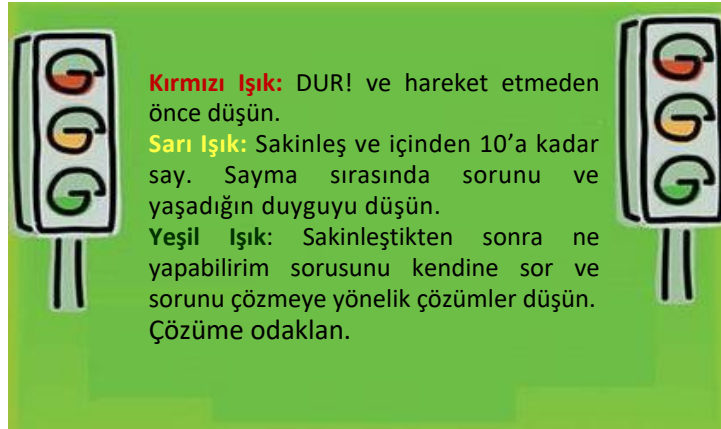 Kırmızı Işık: DUR! ve hareket etmeden
önce düşün.
Sarı Işık: Sakinleş ve içinden 10’a kadar
say. Sayma sırasında sorunu ve
yaşadığın duyguyu düşün.
Yeşil Işık: Sakinleştikten sonra ne
yapabilirim sorusunu kendine sor ve
sorunu çözmeye yönelik çözümler düşün.
Çözüme odaklan.